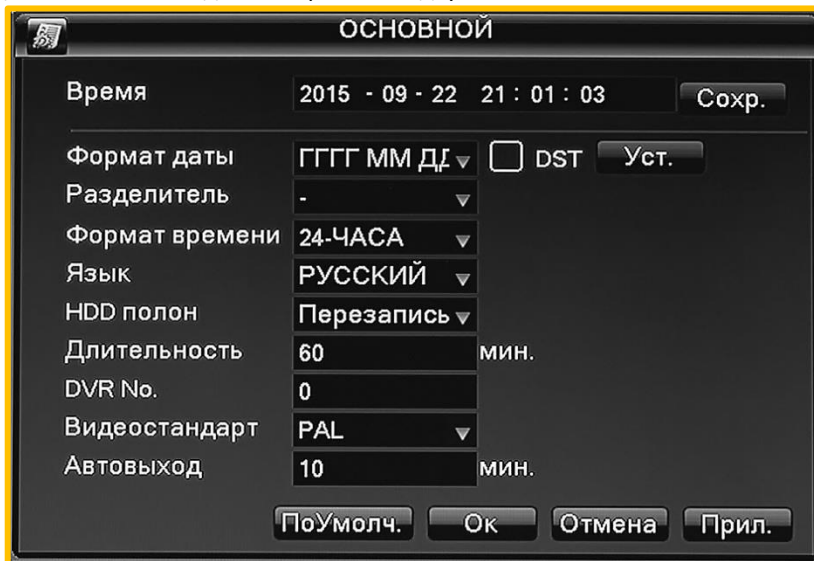 ОСНОВНОЙ
Время 2015 - 09 - 22 21 : 01 : 03 Сохр.
Формат даты ГГГГ ММ ДД DST Уст.
Разделитель -
Формат времени 24-ЧАСА
Язык РУССКИЙ
HDD полон Перезапись
Длительность 60 мин.
DVR No. 0
Видеостандарт PAL
Автовыход 10 мин.
ПоУмолч. Ок Отмена Прил.